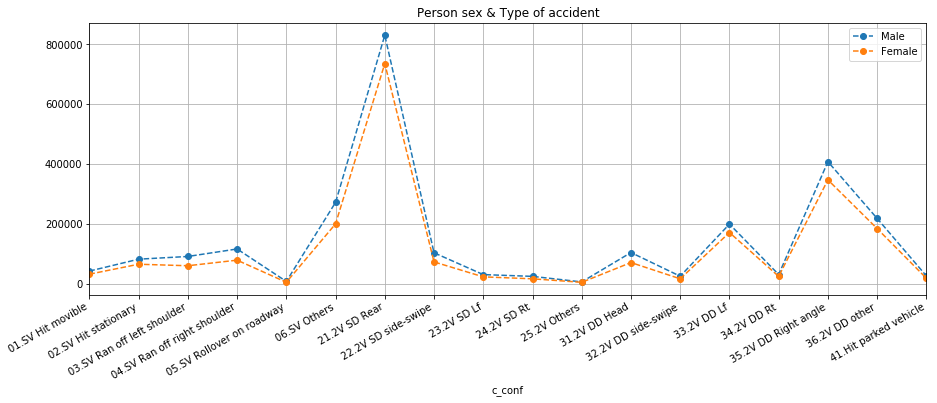 Person sex & Type of accident
Male
Female
800000
600000
400000
200000
0
01.SV Hit movible
02.SV Hit stationary
03.SV Ran off left shoulder
04.SV Ran off right shoulder
05.SV Rollover on roadway
06.SV Others
21.2V SD Rear
22.2V SD side-swipe
23.2V SD Lf
24.2V SD Rt
25.2V Others
31.2V DD Head
32.2V DD side-swipe
33.2V DD Lf
34.2V DD Rt
35.2V DD Right angle
36.2V DD other
41.Hit parked vehicle
c_conf